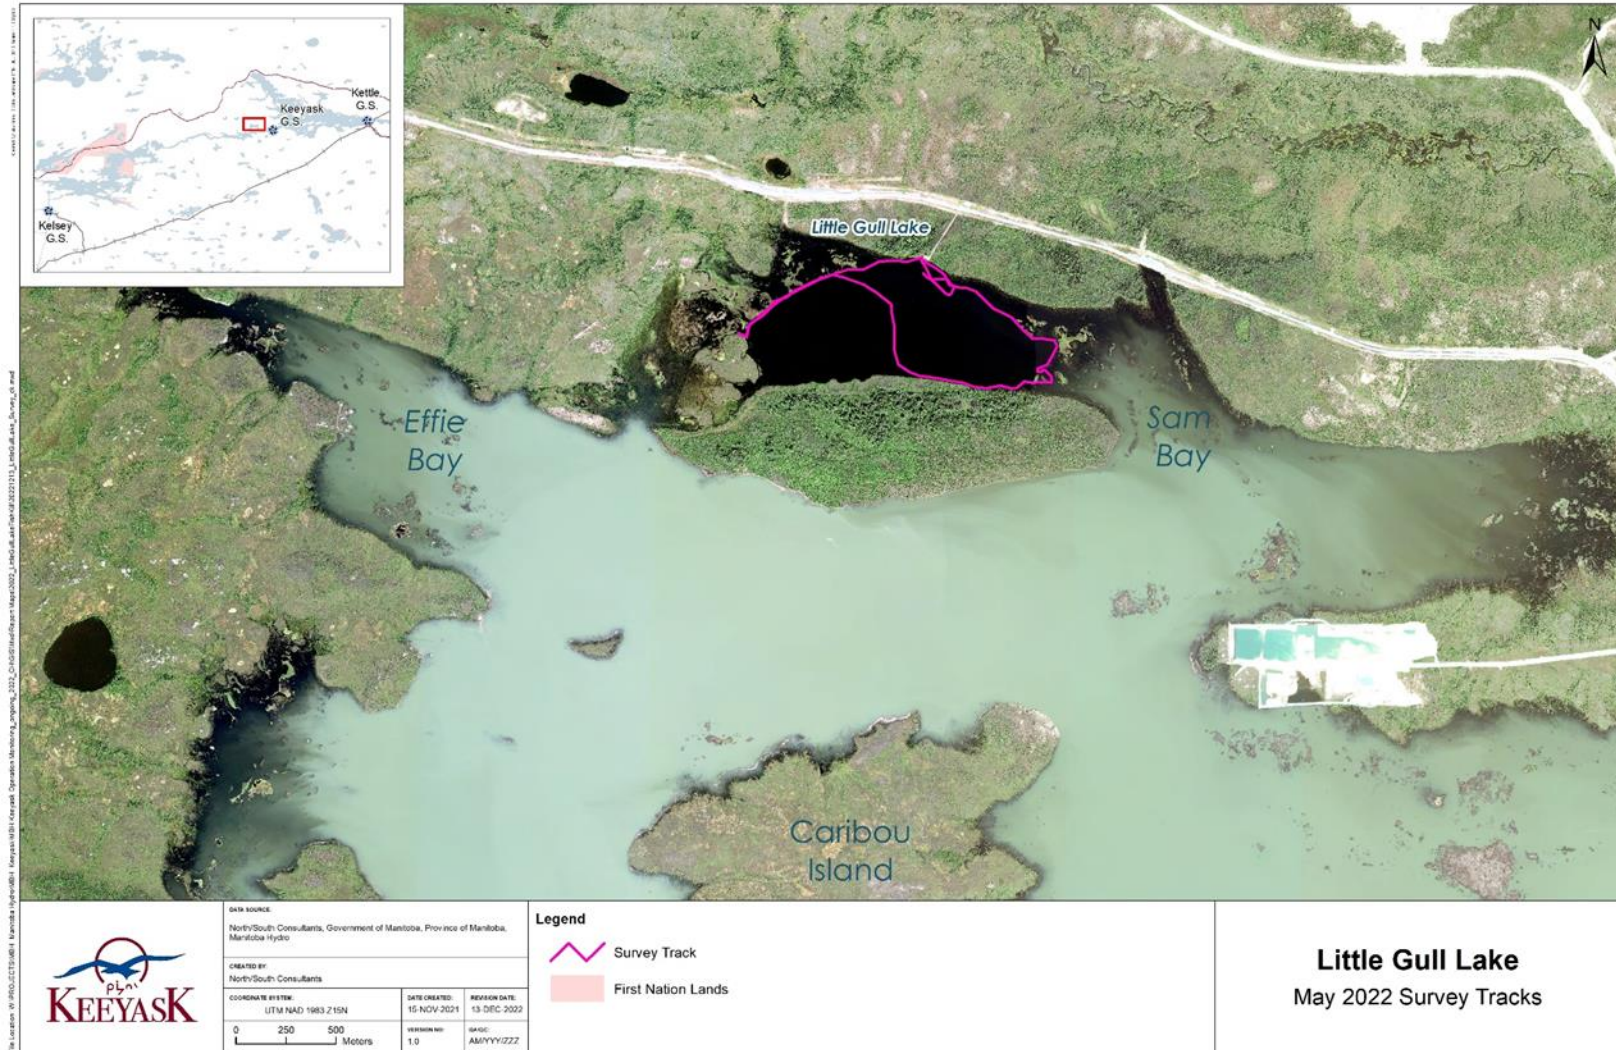 Kettle
G.S.
Keeyask
G.S.
Kelsey
G.S.
N
Little Gull Lake
Effie
Bay
Sam
Bay
Caribou
Island
KEEYASK
DATA SOURCE:
North/South Consultants, Government of Manitoba, Province of Manitoba,
Manitoba Hydro
CREATED BY:
North/South Consultants
COORDINATE SYSTEM:
UTM NAD 1983 Z15N
DATE CREATED:
15-NOV-2021
REVISION DATE:
13-DEC-2022
0 250 500
Meters
VERSION NO:
1.0
QA/QC:
AM/YYY/ZZZ
Legend
Survey Track
First Nation Lands
Little Gull Lake
May 2022 Survey Tracks